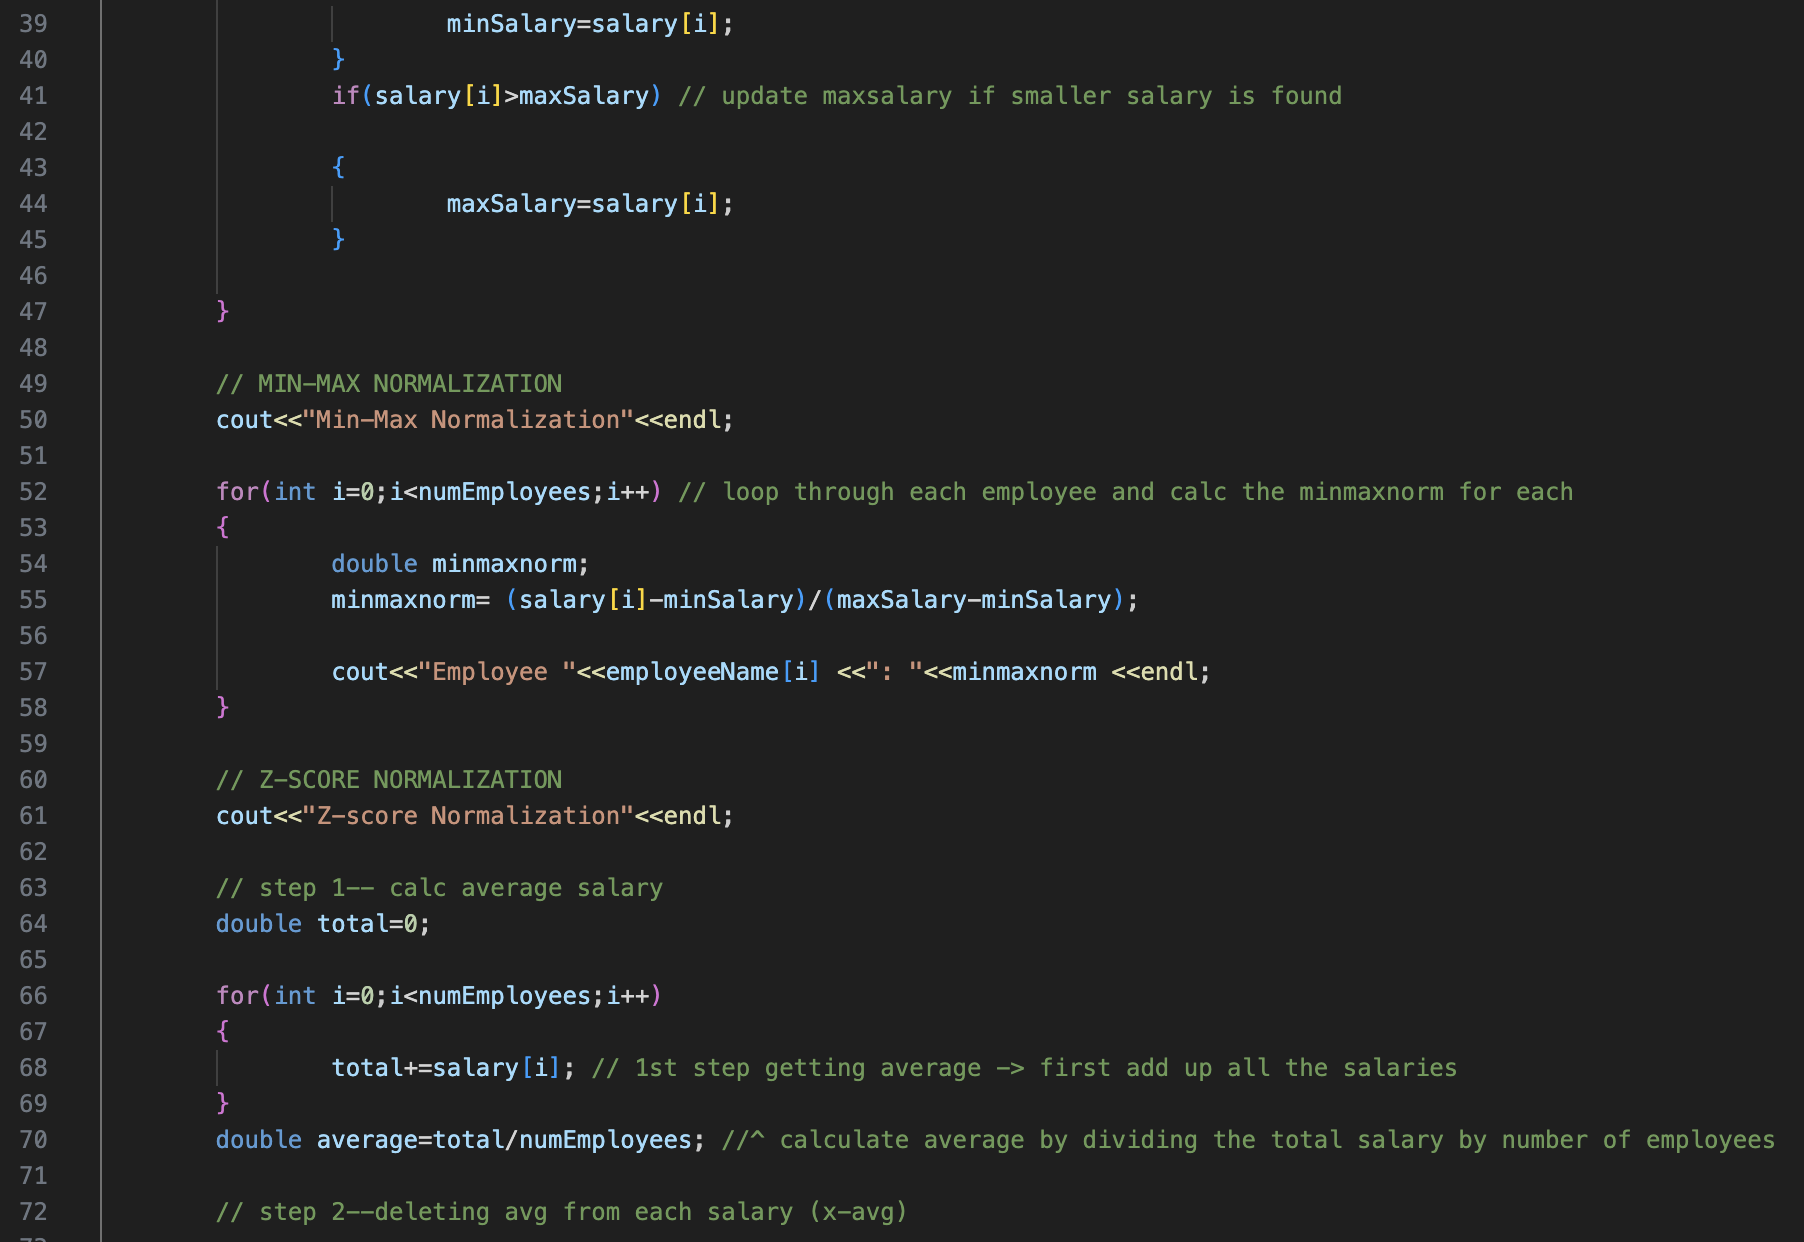 39 minSalary=salary[i];
40 }
41 if(salary[i]>maxSalary) // update maxsalary if smaller salary is found
42
43 {
44 maxSalary=salary[i];
45 }
46
47 }
48
49 // MIN-MAX NORMALIZATION
50 cout<<"Min-Max Normalization"<<endl;
51
52 for(int i=0;i<numEmployees;i++) // loop through each employee and calc the minmaxnorm for each
53 {
54 double minmaxnorm;
55 minmaxnorm= (salary[i]-minSalary)/(maxSalary-minSalary);
56
57 cout<<"Employee "<<employeeName[i] <<": "<<minmaxnorm <<endl;
58 }
59
60 // Z-SCORE NORMALIZATION
61 cout<<"Z-score Normalization"<<endl;
62
63 // step 1-- calc average salary
64 double total=0;
65
66 for(int i=0;i<numEmployees;i++)
67 {
68 total+=salary[i]; // 1st step getting average -> first add up all the salaries
69 }
70 double average=total/numEmployees; //^ calculate average by dividing the total salary by number of employees
71
72 // step 2--deleting avg from each salary (x-avg)